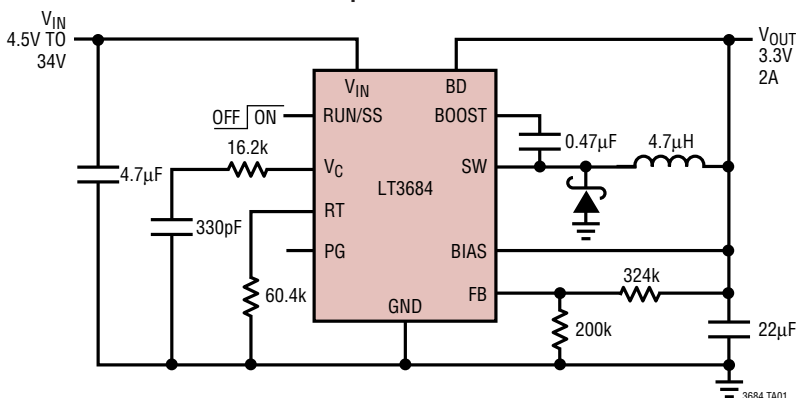 VIN
4.5V TO
34V
VOUT
3.3V
2A
VIN
BD
OFF ON
RUN/SS
BOOST
16.2k
0.47µF
4.7µH
4.7µF
VC
SW
LT3684
330pF
RT
PG
BIAS
60.4k
324k
FB
GND
200k
22µF
3684 TA01